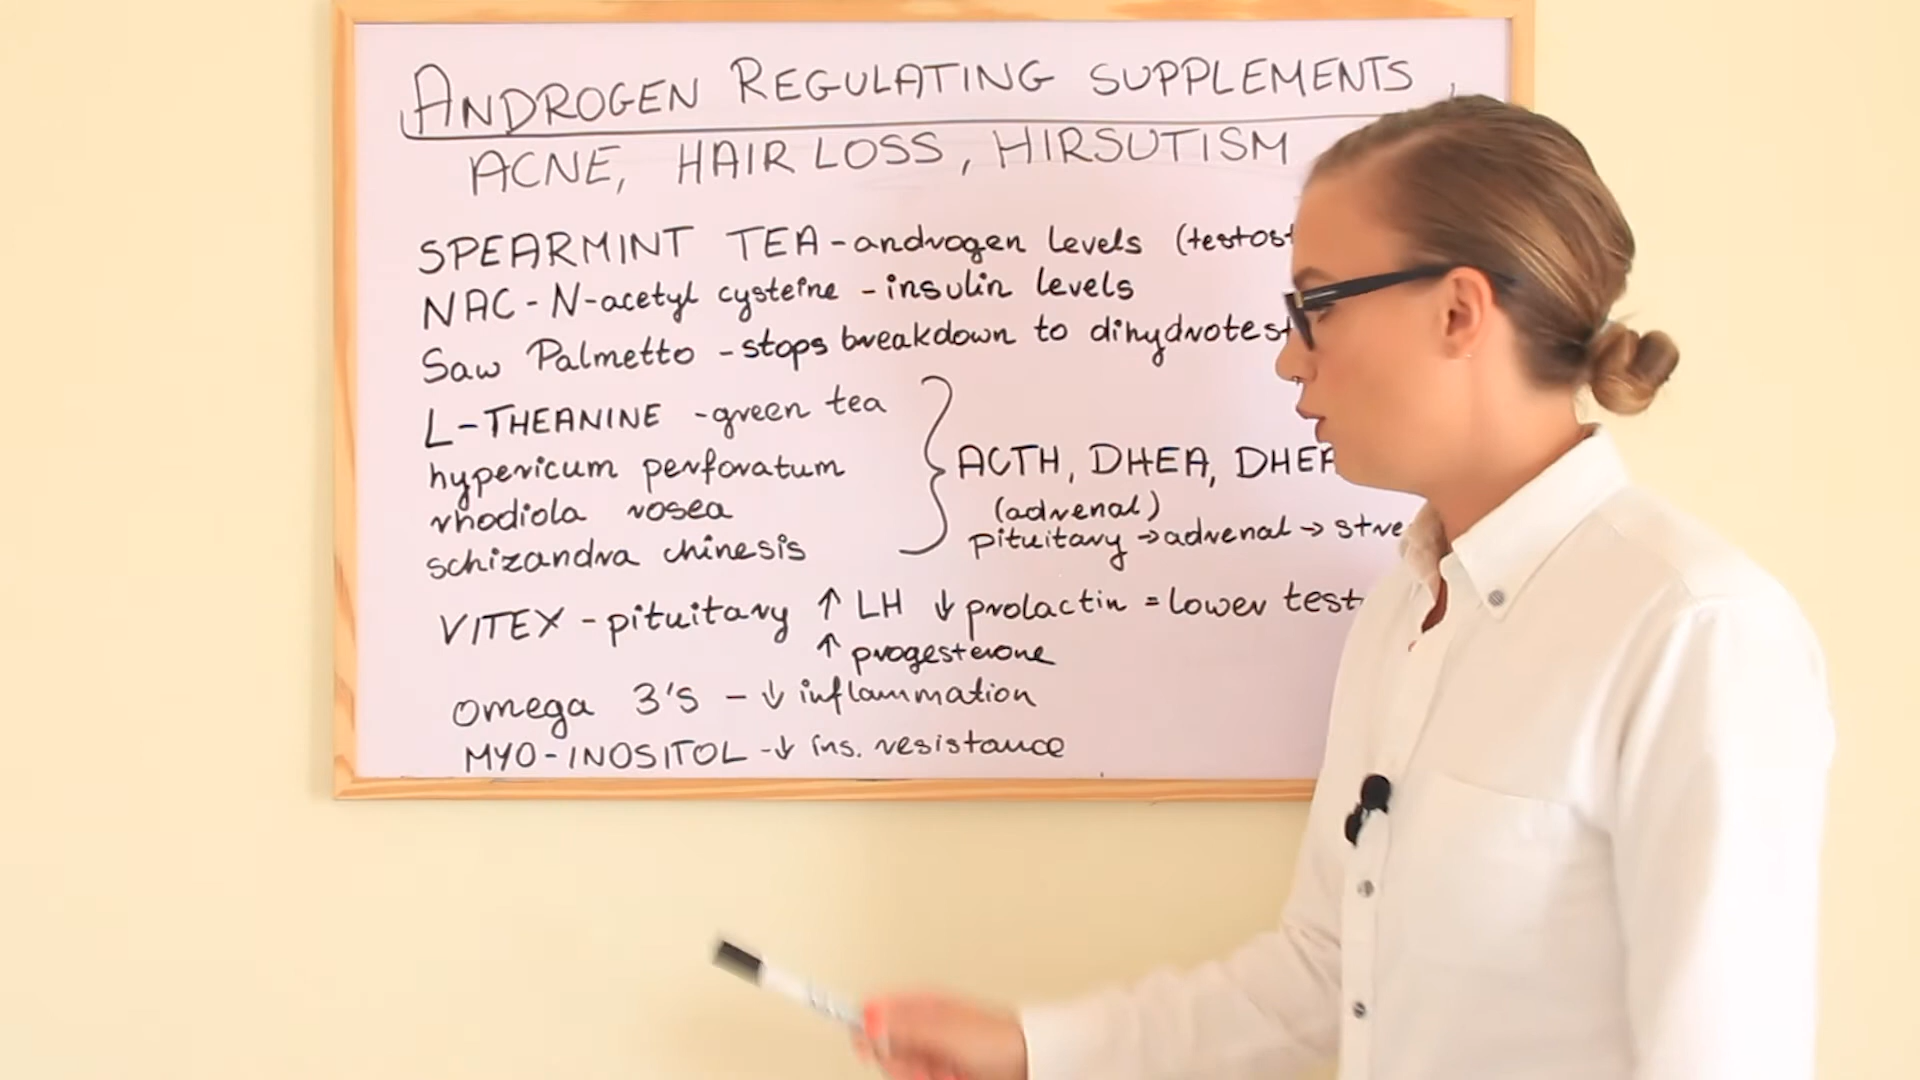 ANDROGEN REGULATING SUPPLEMENTS
ACNE, HAIR LOSS, HIRSUTISM
SPEARMINT TEA - androgen levels (testost
NAC - N-acetyl cysteine - insulin levels
Saw Palmetto - stops breakdown to dihydrotest
L-THEANINE - green tea
hypericum perforatum
rhodiola rosea
schizandra chinesis
ACTH, DHEA, DHEA
(adrenal)
pituitary → adrenal → stre
VITEX - pituitary ↑ LH ↓ prolactin = lower test
↑ progesterone
omega 3's - ↓ inflammation
MYO-INOSITOL - ↓ ins. resistance